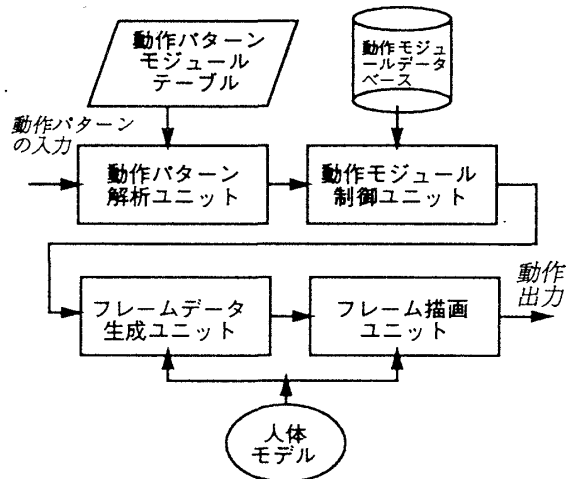 動作パターン
モジュール
テーブル
動作モジュ
ールデータ
ベース
動作パターン
の入力
動作パターン
解析ユニット
動作モジュール
制御ユニット
フレームデータ
生成ユニット
フレーム描画
ユニット
動作
出力
人体
モデル